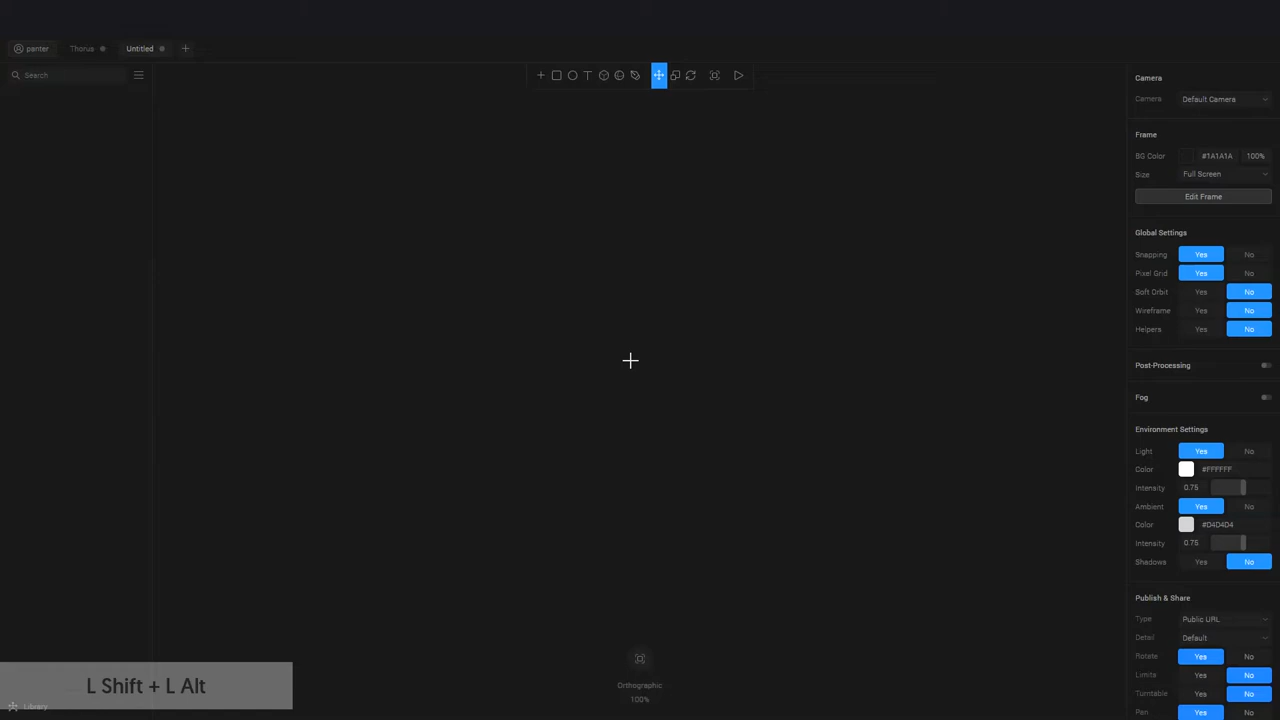 panter
Thorus
Untitled
Search
Camera
Camera Default Camera
Frame
BG Color #1A1A1A 100%
Size Full Screen
Edit Frame
Global Settings
Snapping Yes No
Pixel Grid Yes No
Soft Orbit Yes No
Wireframe Yes No
Helpers Yes No
Post-Processing
Fog
Environment Settings
Light Yes No
Color #FFFFFF
Intensity 0.75
Ambient Yes No
Color #D4D4D4
Intensity 0.75
Shadows Yes No
Publish & Share
Type Public URL
Detail Default
Rotate Yes No
Limits Yes No
Turntable Yes No
Pen Yes No
Orthographic
100%
L Shift + L Alt
Library